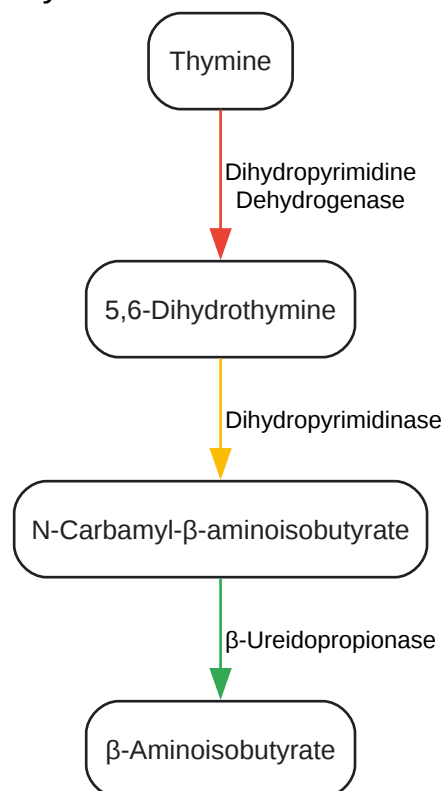 Thymine
Dihydropyrimidine
Dehydrogenase
5,6-Dihydrothymine
Dihydropyrimidinase
N-Carbamyl-β-aminoisobutyrate
β-Ureidopropionase
β-Aminoisobutyrate